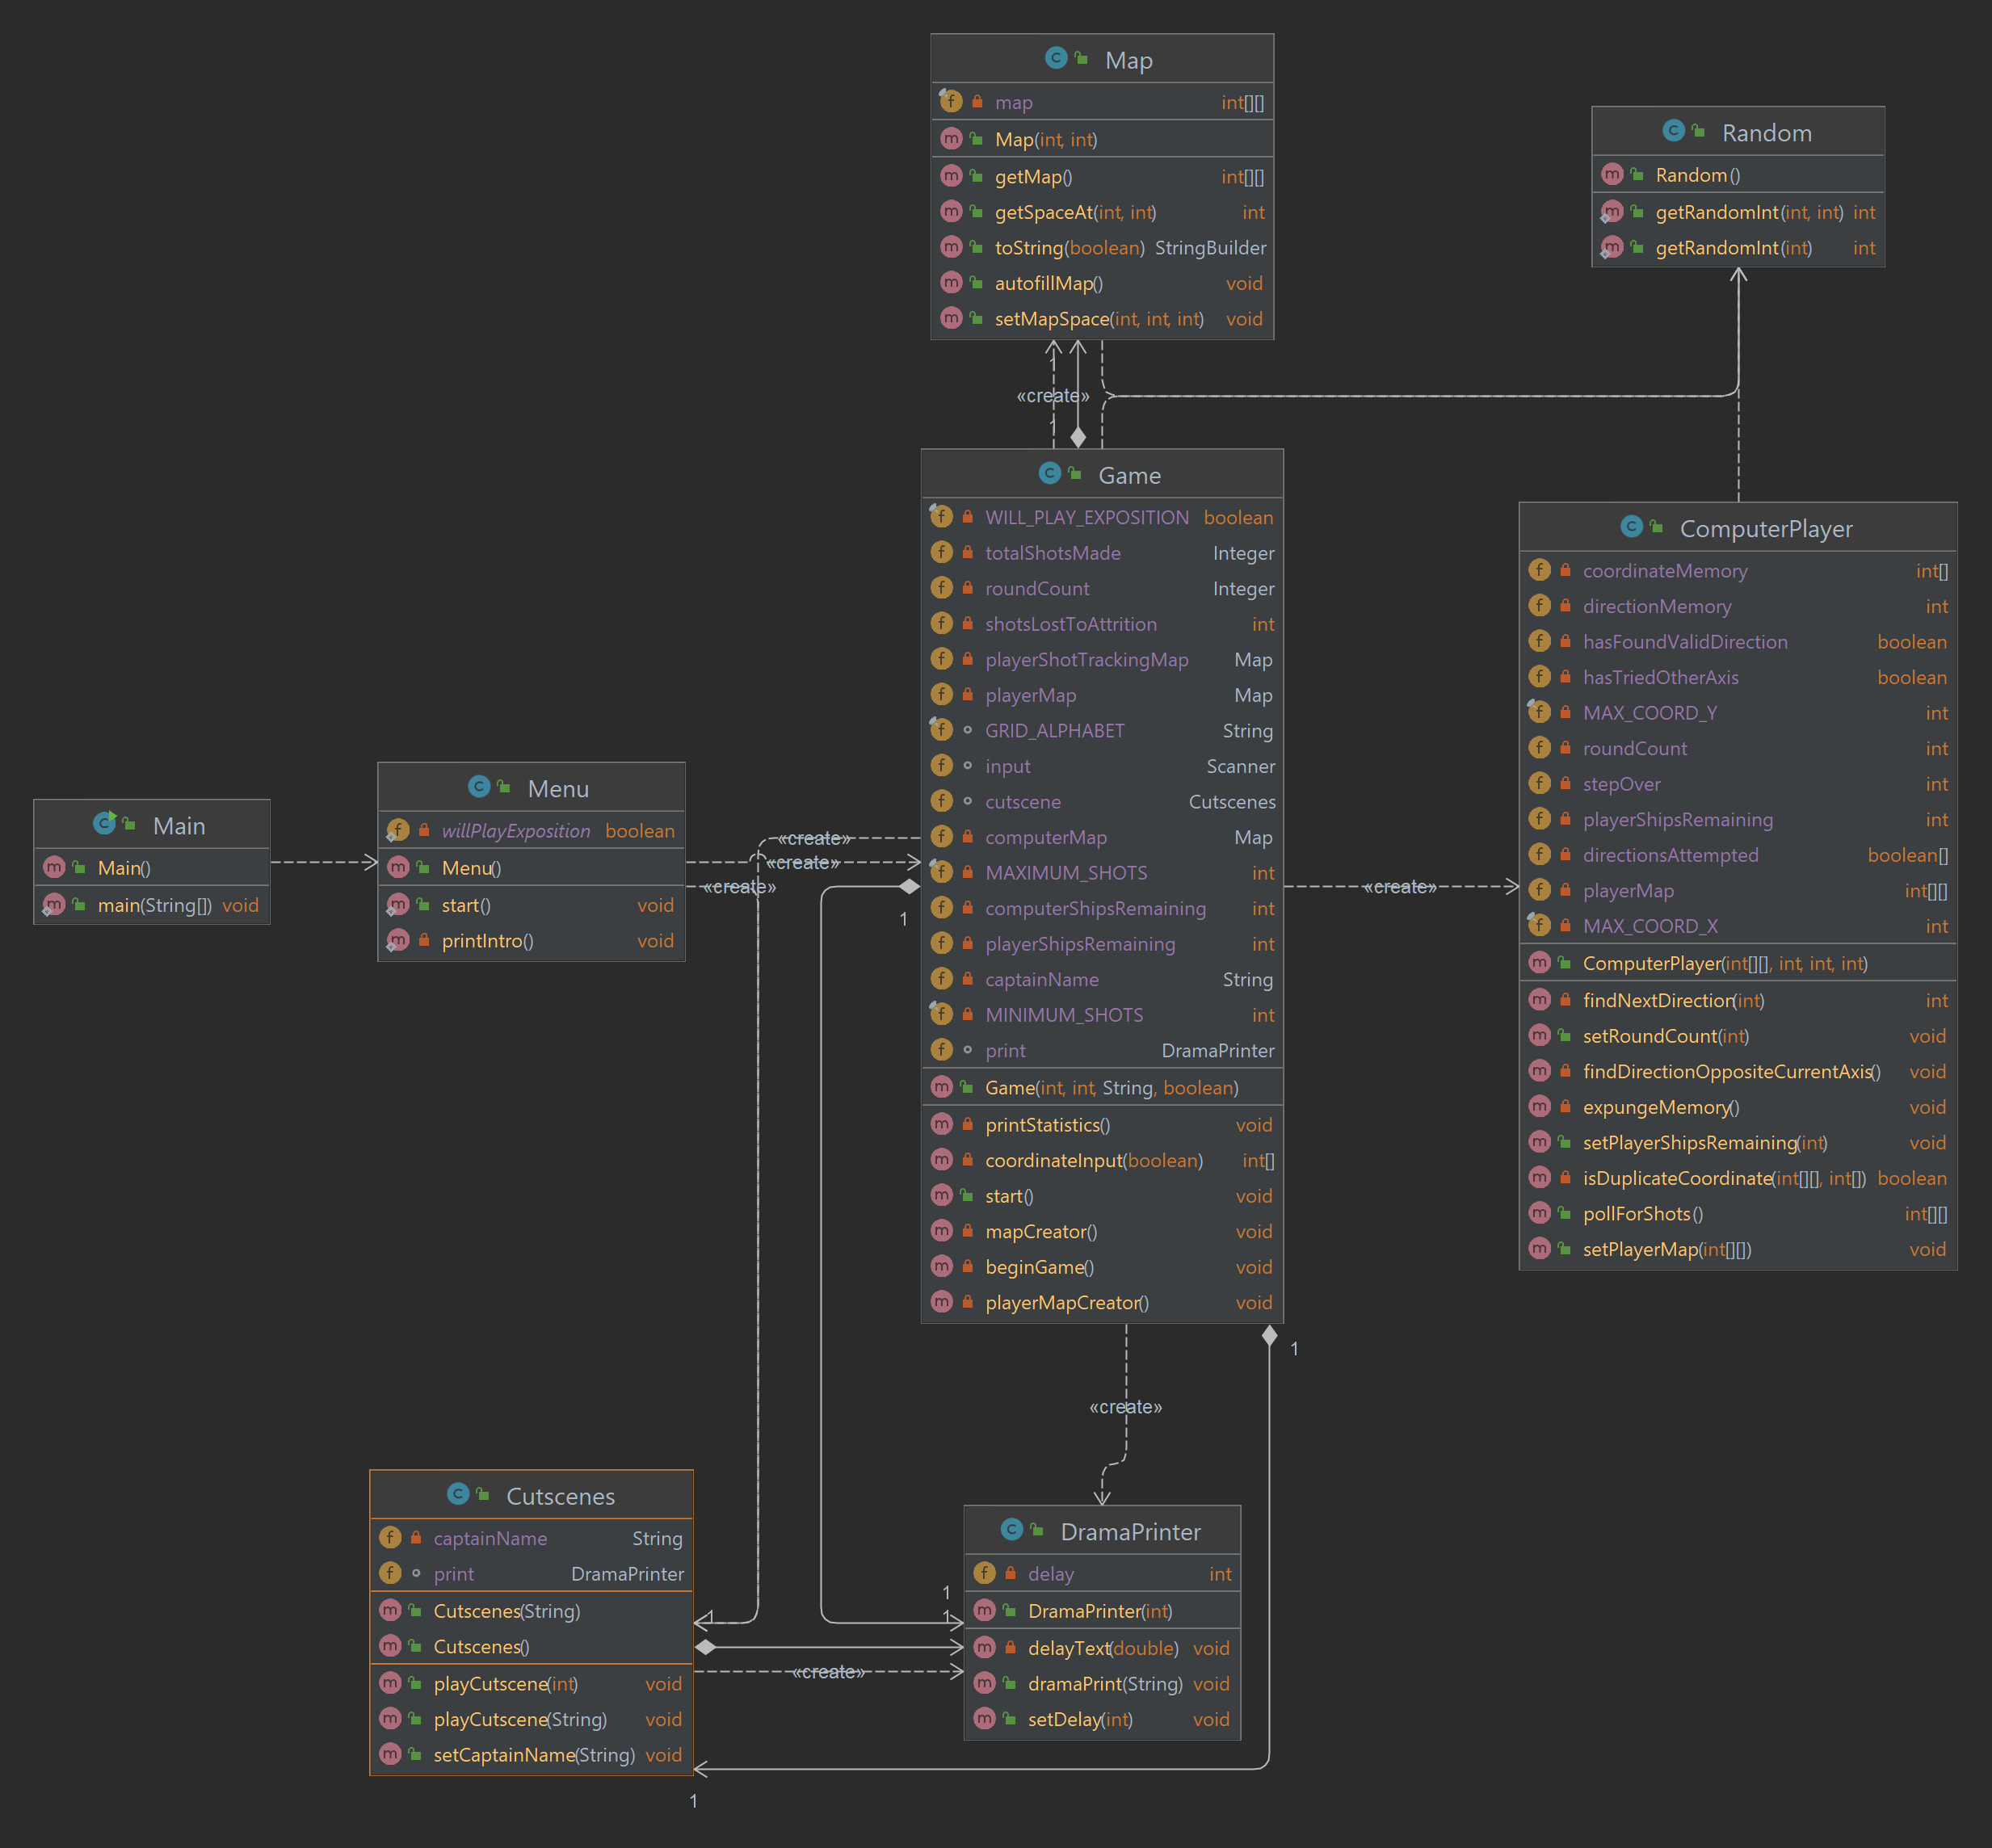 Map
map int[][]
Map(int, int)
getMap() int[][]
getSpaceAt(int, int) int
toString(boolean) StringBuilder
autofillMap() void
setMapSpace(int, int, int) void
Random
Random()
getRandomInt(int, int) int
getRandomInt(int) int
1
«create»
1
Game
WILL_PLAY_EXPOSITION boolean
totalShotsMade Integer
roundCount Integer
shotsLostToAttrition int
playerShotTrackingMap Map
playerMap Map
GRID_ALPHABET String
input Scanner
cutscene Cutscenes
computerMap Map
MAXIMUM_SHOTS int
computerShipsRemaining int
playerShipsRemaining int
captainName String
MINIMUM_SHOTS int
print DramaPrinter
Game(int, int, String, boolean)
printStatistics() void
coordinateInput(boolean) int[]
start() void
mapCreator() void
beginGame() void
playerMapCreator() void
ComputerPlayer
coordinateMemory int[]
directionMemory int
hasFoundValidDirection boolean
hasTriedOtherAxis boolean
MAX_COORD_Y int
roundCount int
stepOver int
playerShipsRemaining int
directionsAttempted boolean[]
playerMap int[][]
MAX_COORD_X int
ComputerPlayer(int[][], int, int, int)
findNextDirection(int) int
setRoundCount(int) void
findDirectionOppositeCurrentAxis() void
expungeMemory() void
setPlayerShipsRemaining(int) void
isDuplicateCoordinate(int[][], int[]) boolean
pollForShots() int[][]
setPlayerMap(int[][]) void
Main
Main()
main(String[]) void
Menu
willPlayExposition boolean
Menu()
start() void
printIntro() void
«create»
«create»
«create»
1
«create»
1
«create»
Cutscenes
captainName String
print DramaPrinter
Cutscenes(String)
Cutscenes()
playCutscene(int) void
playCutscene(String) void
setCaptainName(String) void
1
1
1
«create»
1
DramaPrinter
delay int
DramaPrinter(int)
delayText(double) void
dramaPrint(String) void
setDelay(int) void